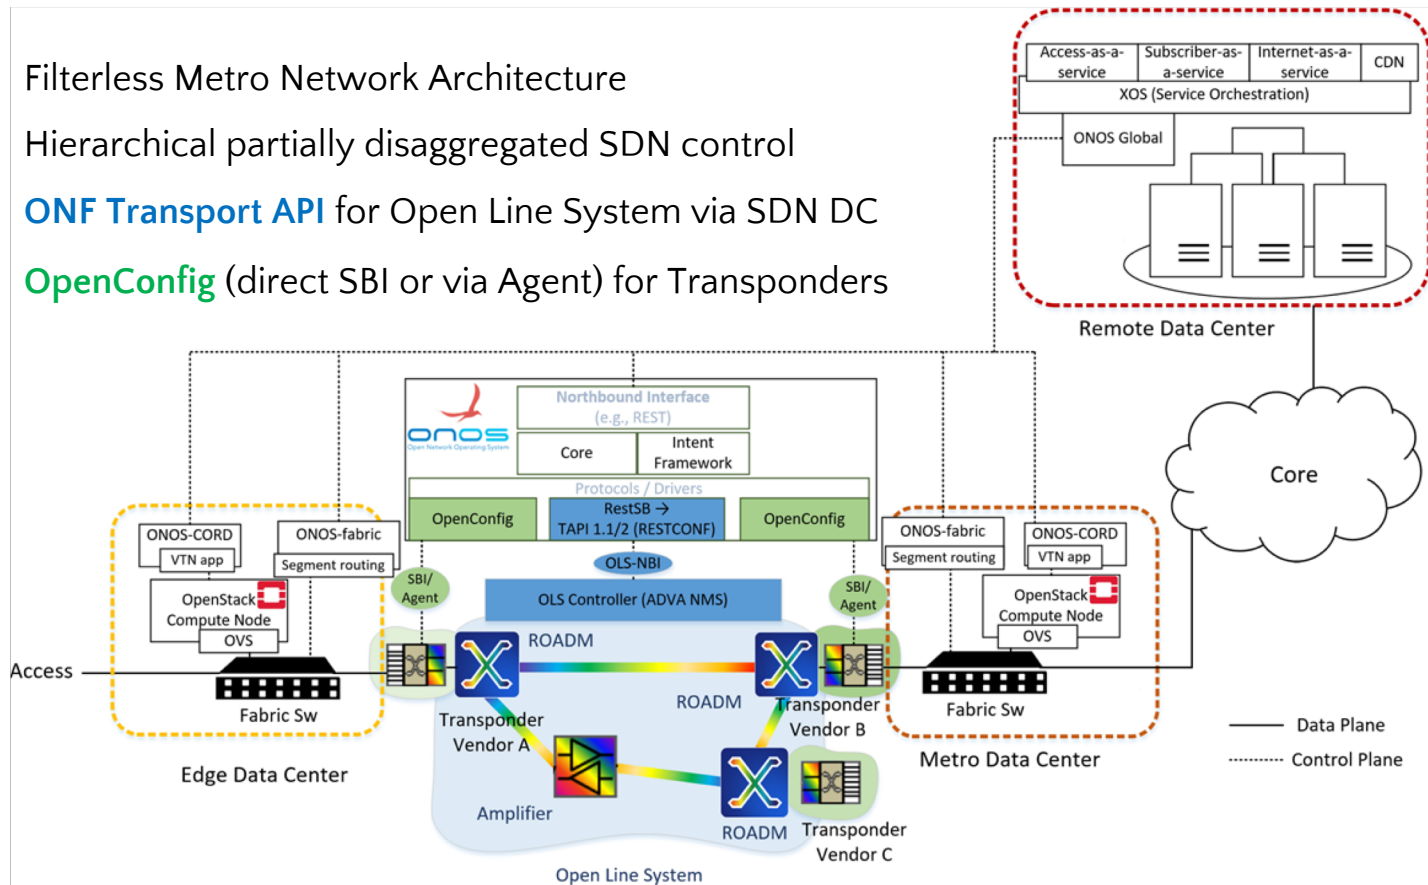 Filterless Metro Network Architecture
Hierarchical partially disaggregated SDN control
ONF Transport API for Open Line System via SDN DC
OpenConfig (direct SBI or via Agent) for Transponders
Access-as-a-
service
Subscriber-as-
a-service
Internet-as-a-
service
CDN
XOS (Service Orchestration)
ONOS Global
Remote Data Center
Core
onos
Open Network Operating System
Northbound Interface
(e.g., REST)
Core
Intent
Framework
Protocols / Drivers
OpenConfig
RestSB →
TAPI 1.1/2 (RESTCONF)
OpenConfig
SBI/
Agent
OLS-NBI
SBI/
Agent
OLS Controller (ADVA NMS)
ONOS-CORD
VTN app
ONOS-fabric
Segment routing
OpenStack
Compute Node
OVS
Access
Fabric Sw
Edge Data Center
ONOS-fabric
Segment routing
ONOS-CORD
VTN app
OpenStack
Compute Node
OVS
Fabric Sw
Metro Data Center
ROADM
ROADM
Transponder
Vendor A
Transponder
Vendor B
Amplifier
ROADM
Transponder
Vendor C
Open Line System
Data Plane
Control Plane